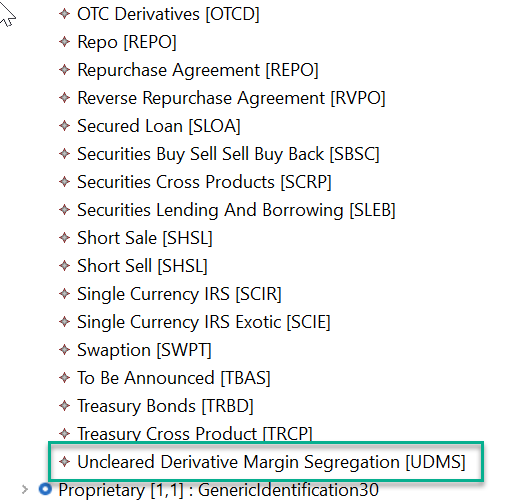 OTC Derivatives [OTCD]
Repo [REPO]
Repurchase Agreement [REPO]
Reverse Repurchase Agreement [RVPO]
Secured Loan [SLOA]
Securities Buy Sell Sell Buy Back [SBSC]
Securities Cross Products [SCRP]
Securities Lending And Borrowing [SLEB]
Short Sale [SHSL]
Short Sell [SHSL]
Single Currency IRS [SCIR]
Single Currency IRS Exotic [SCIE]
Swaption [SWPT]
To Be Announced [TBAS]
Treasury Bonds [TRBD]
Treasury Cross Product [TRCP]
Uncleared Derivative Margin Segregation [UDMS]
Proprietary [1,1] : GenericIdentification30